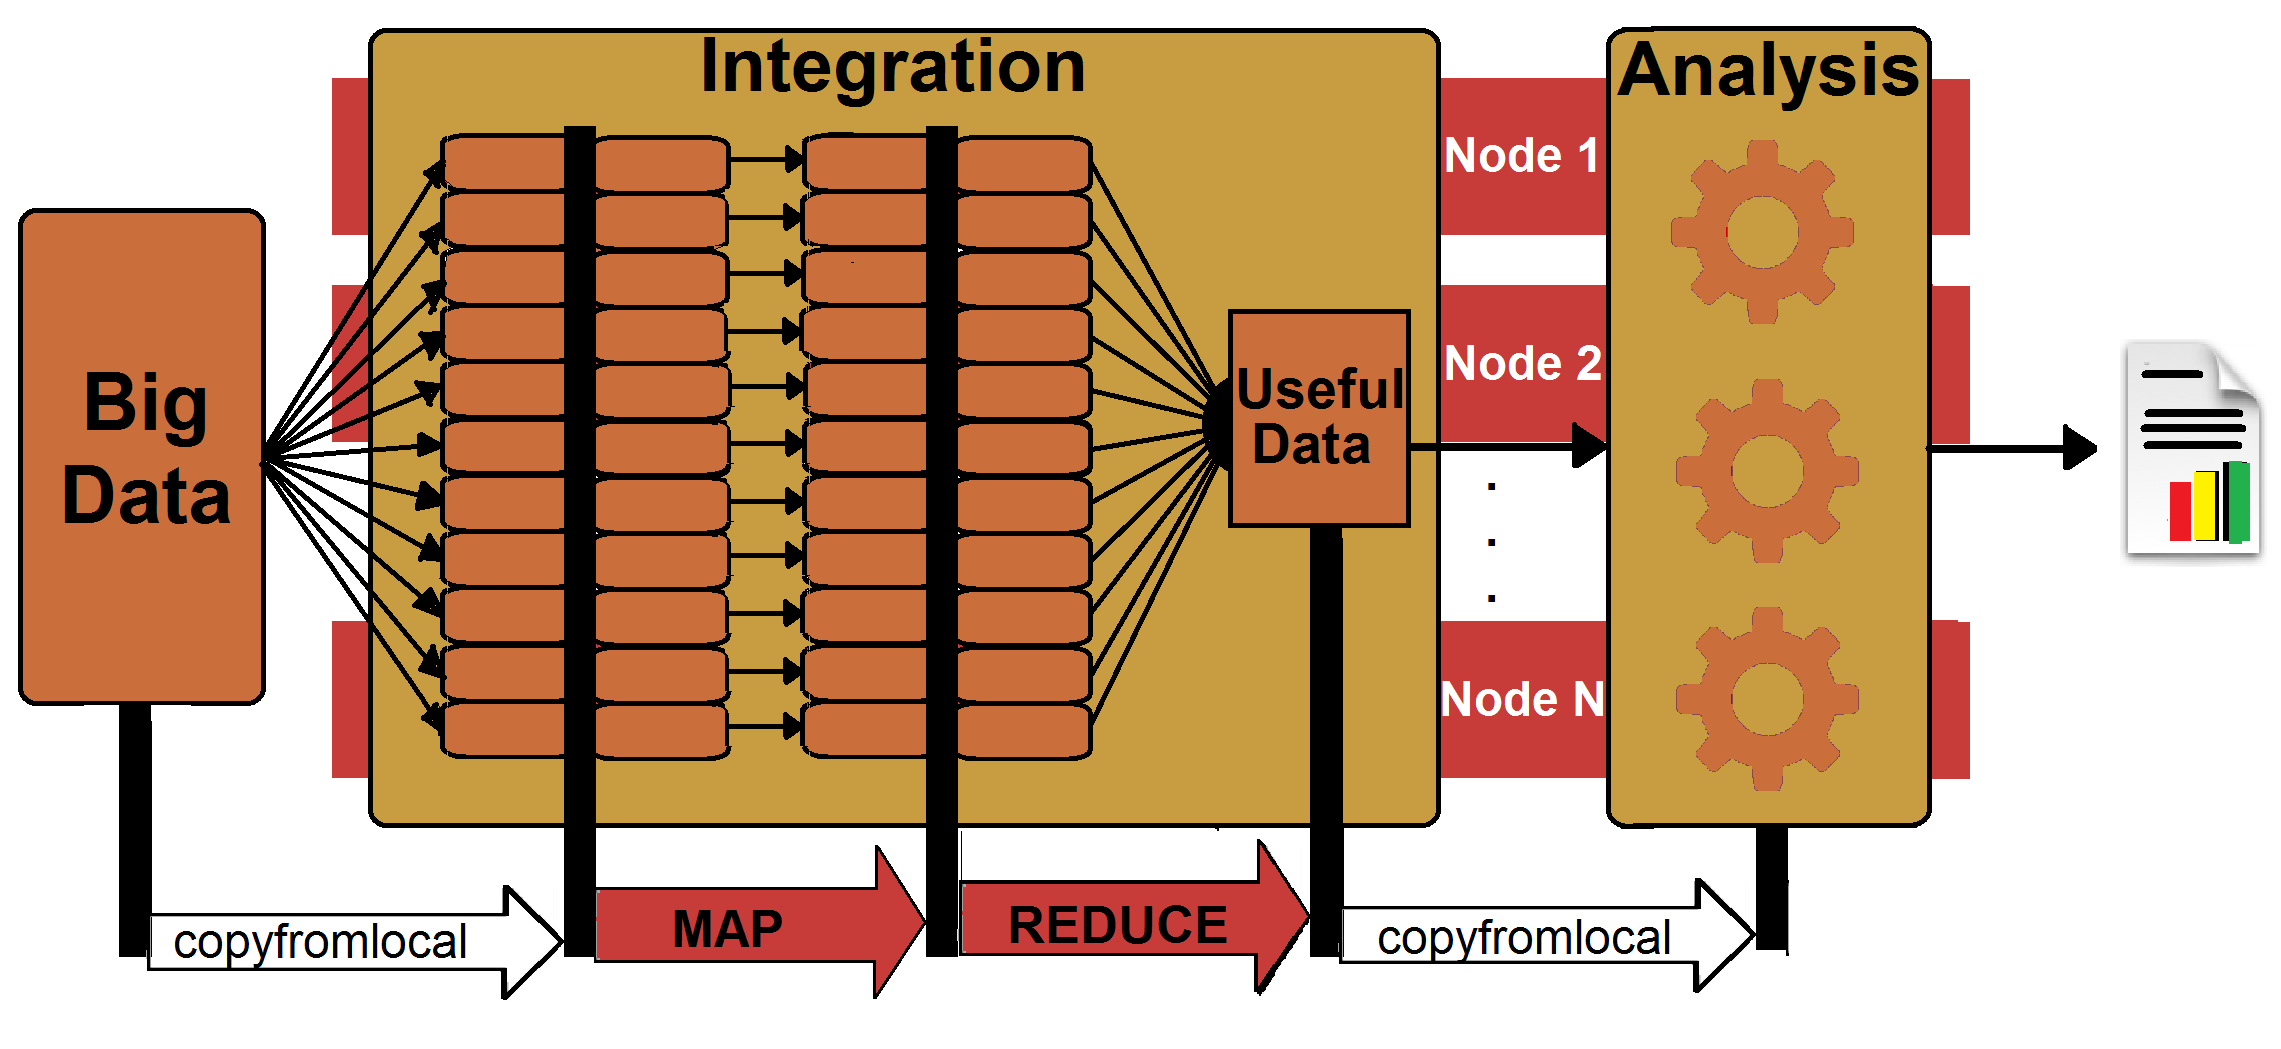 Integration
Analysis
Big
Data
Useful
Data
Node 1
Node 2
.
.
.
Node N
copyfromlocal
MAP
REDUCE
copyfromlocal